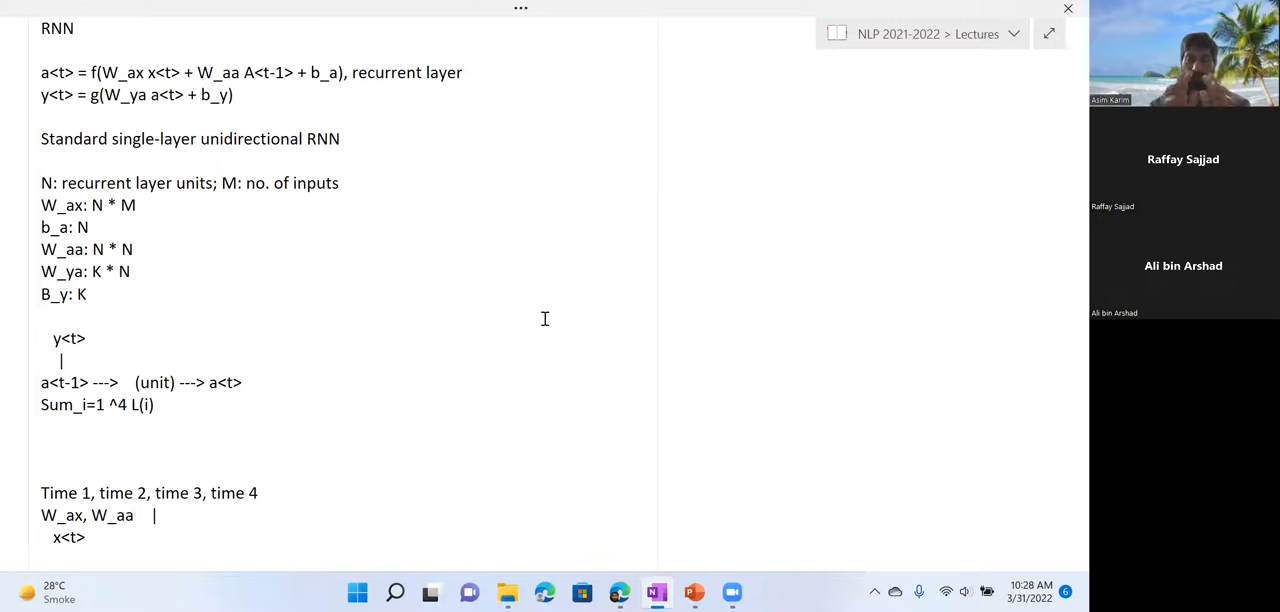 ...
RNN
NLP 2021-2022 > Lectures
a<t> = f(W_ax x<t> + W_aa A<t-1> + b_a), recurrent layer
y<t> = g(W_ya a<t> + b_y)
Standard single-layer unidirectional RNN
N: recurrent layer units; M: no. of inputs
W_ax: N * M
b_a: N
W_aa: N * N
W_ya: K * N
B_y: K
y<t>
|
a<t-1> ---> (unit) ---> a<t>
Sum_i=1 ^4 L(i)
Time 1, time 2, time 3, time 4
W_ax, W_aa |
x<t>
Asim Karim
Raffay Sajjad
Raffay Sajjad
Ali bin Arshad
Ali bin Arshad
28°C
Smoke
10:28 AM
3/31/2022
6